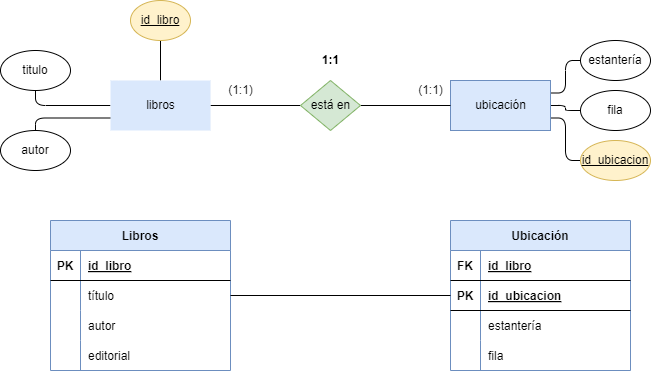 id_libro
1:1
titulo
estantería
(1:1)
(1:1)
libros
está en
ubicación
fila
autor
id_ubicacion
Libros
PK id_libro
título
autor
editorial
Ubicación
FK id_libro
PK id_ubicacion
estantería
fila